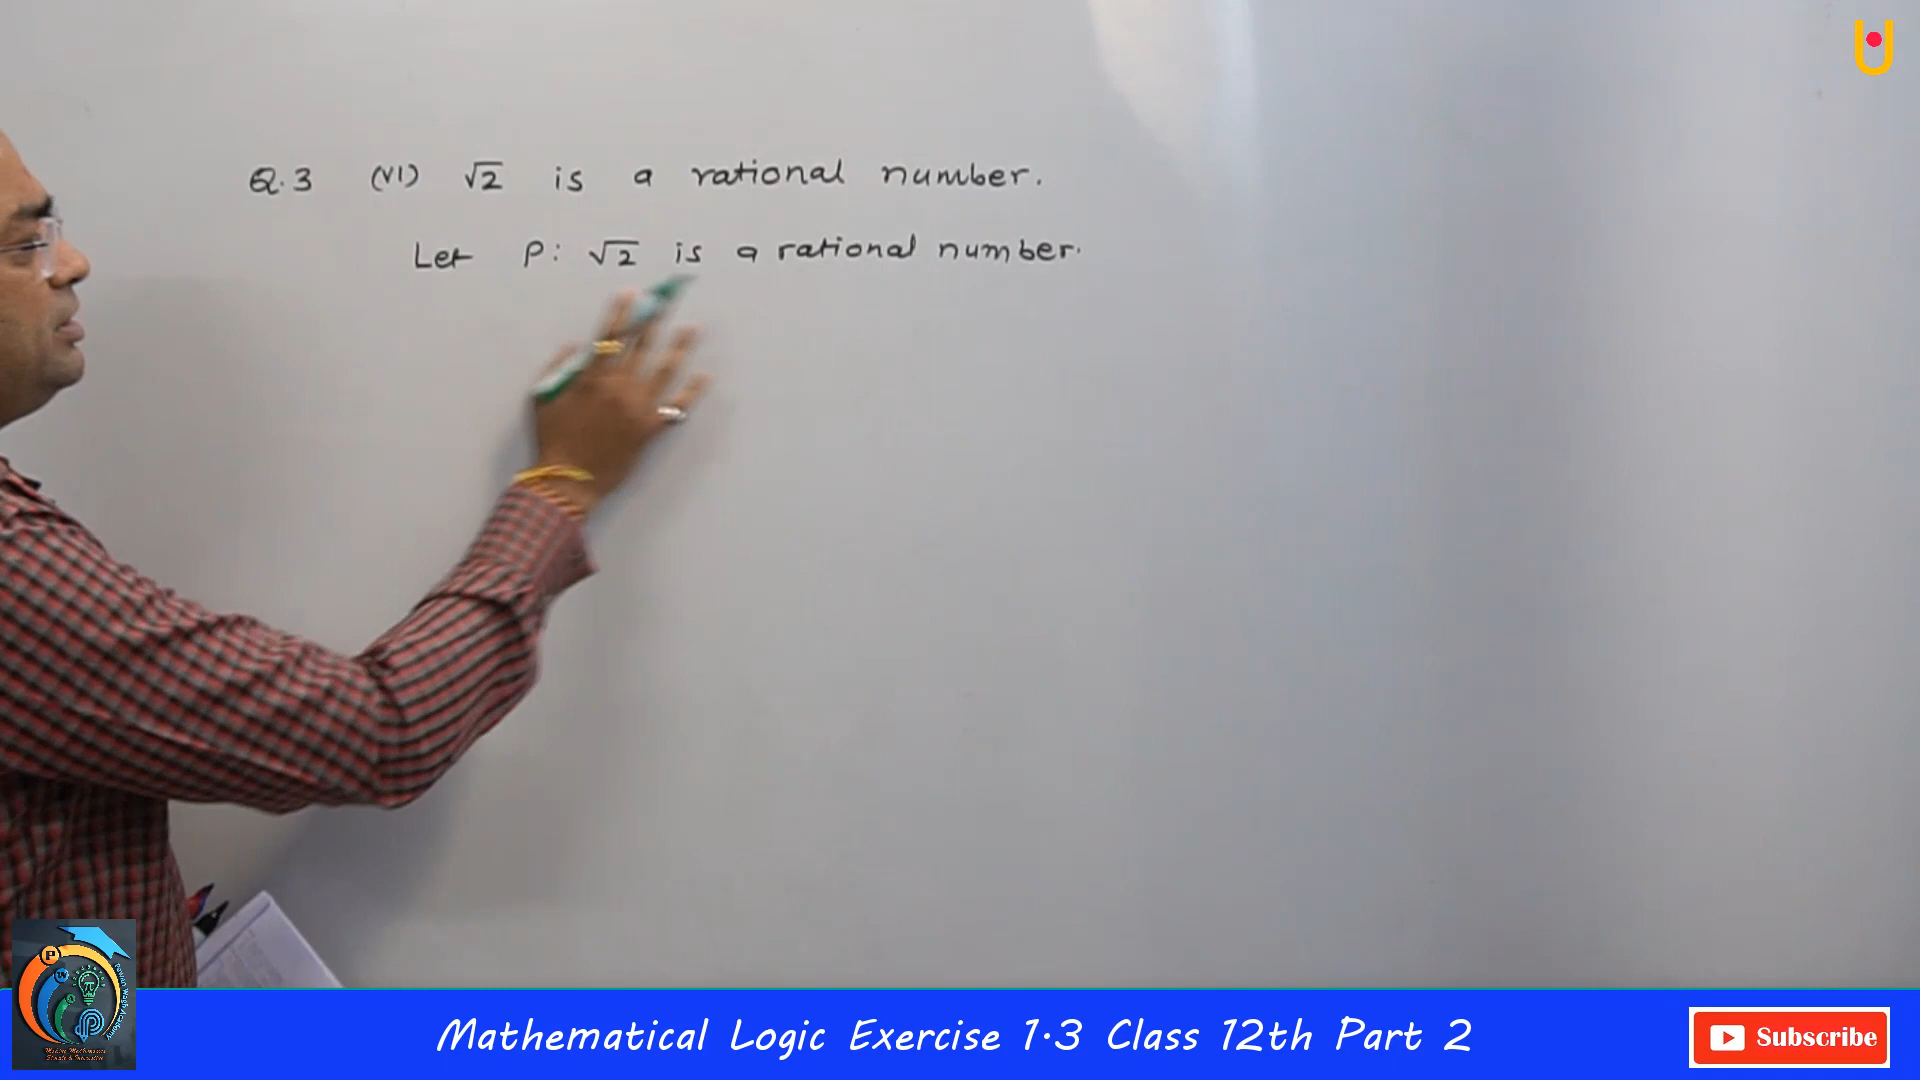 Q.3 (VI) √2 is a rational number.
Let P: √2 is a rational number.
Mathematical Logic Exercise 1.3 Class 12th Part 2
Subscribe